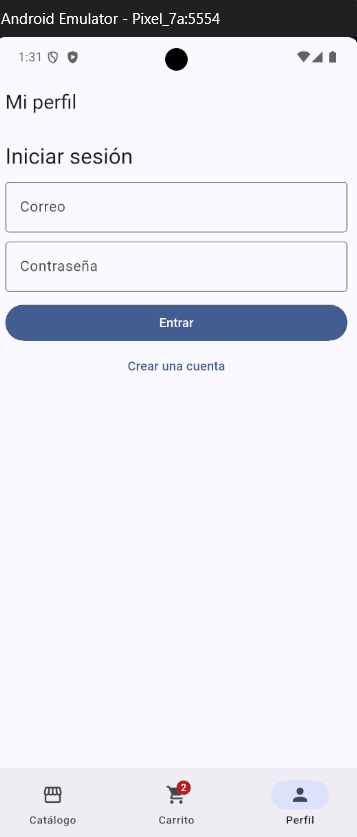 Android Emulator - Pixel_7a:5554
1:31
Mi perfil
Iniciar sesión
Correo
Contraseña
Entrar
Crear una cuenta
2
Catálogo
Carrito
Perfil